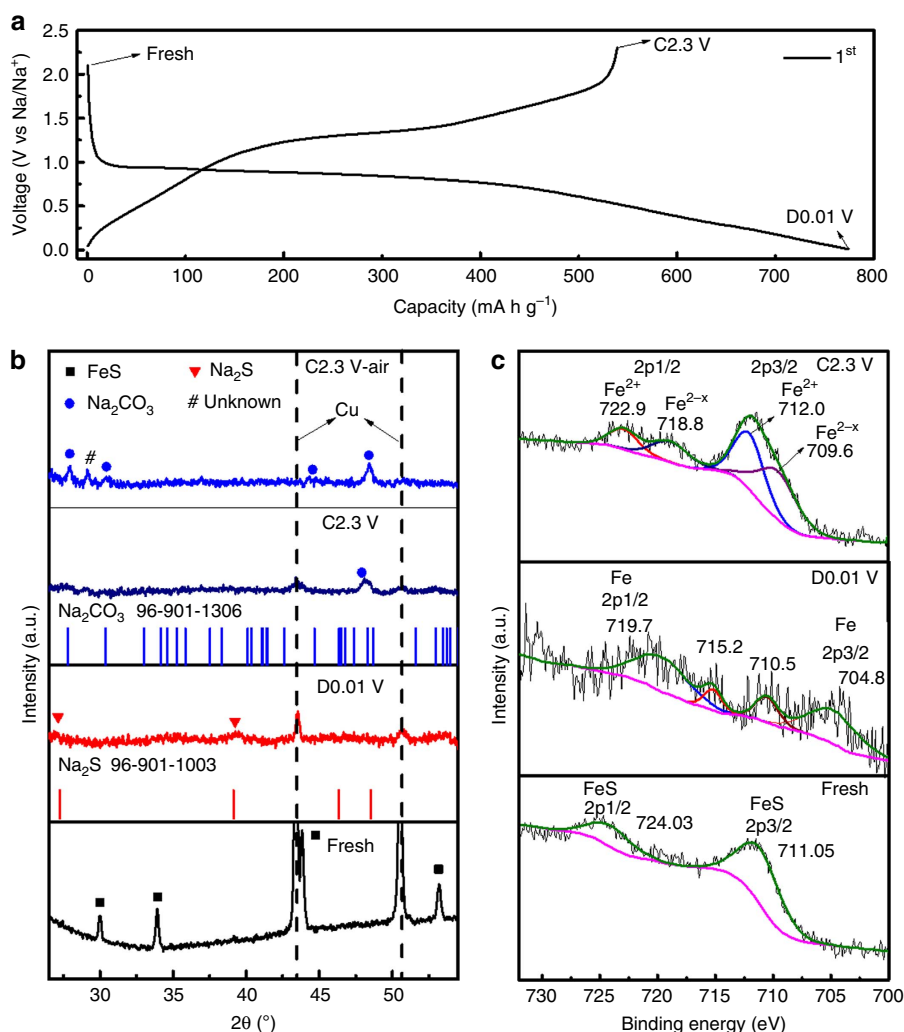 a
2.5
2.0
1.5
1.0
0.5
0.0
Voltage (V vs Na/Na⁺)
Fresh
C2.3 V
1ˢᵗ
D0.01 V
0 100 200 300 400 500 600 700 800
Capacity (mA h g⁻¹)
b
■ FeS ▼ Na₂S
● Na₂CO₃ # Unknown
C2.3 V-air
Cu
#
C2.3 V
Na₂CO₃ 96-901-1306
D0.01 V
Na₂S 96-901-1003
Fresh
Intensity (a.u.)
30 35 40 45 50
2θ (°)
c
2p1/2 2p3/2
C2.3 V
Fe²⁺
722.9
Fe²⁻ˣ
718.8
Fe²⁺
712.0
Fe²⁻ˣ
709.6
D0.01 V
Fe
2p1/2
719.7
715.2
710.5
Fe
2p3/2
704.8
Fresh
FeS
2p1/2
724.03
FeS
2p3/2
711.05
Intensity (a.u.)
730 725 720 715 710 705 700
Binding energy (eV)